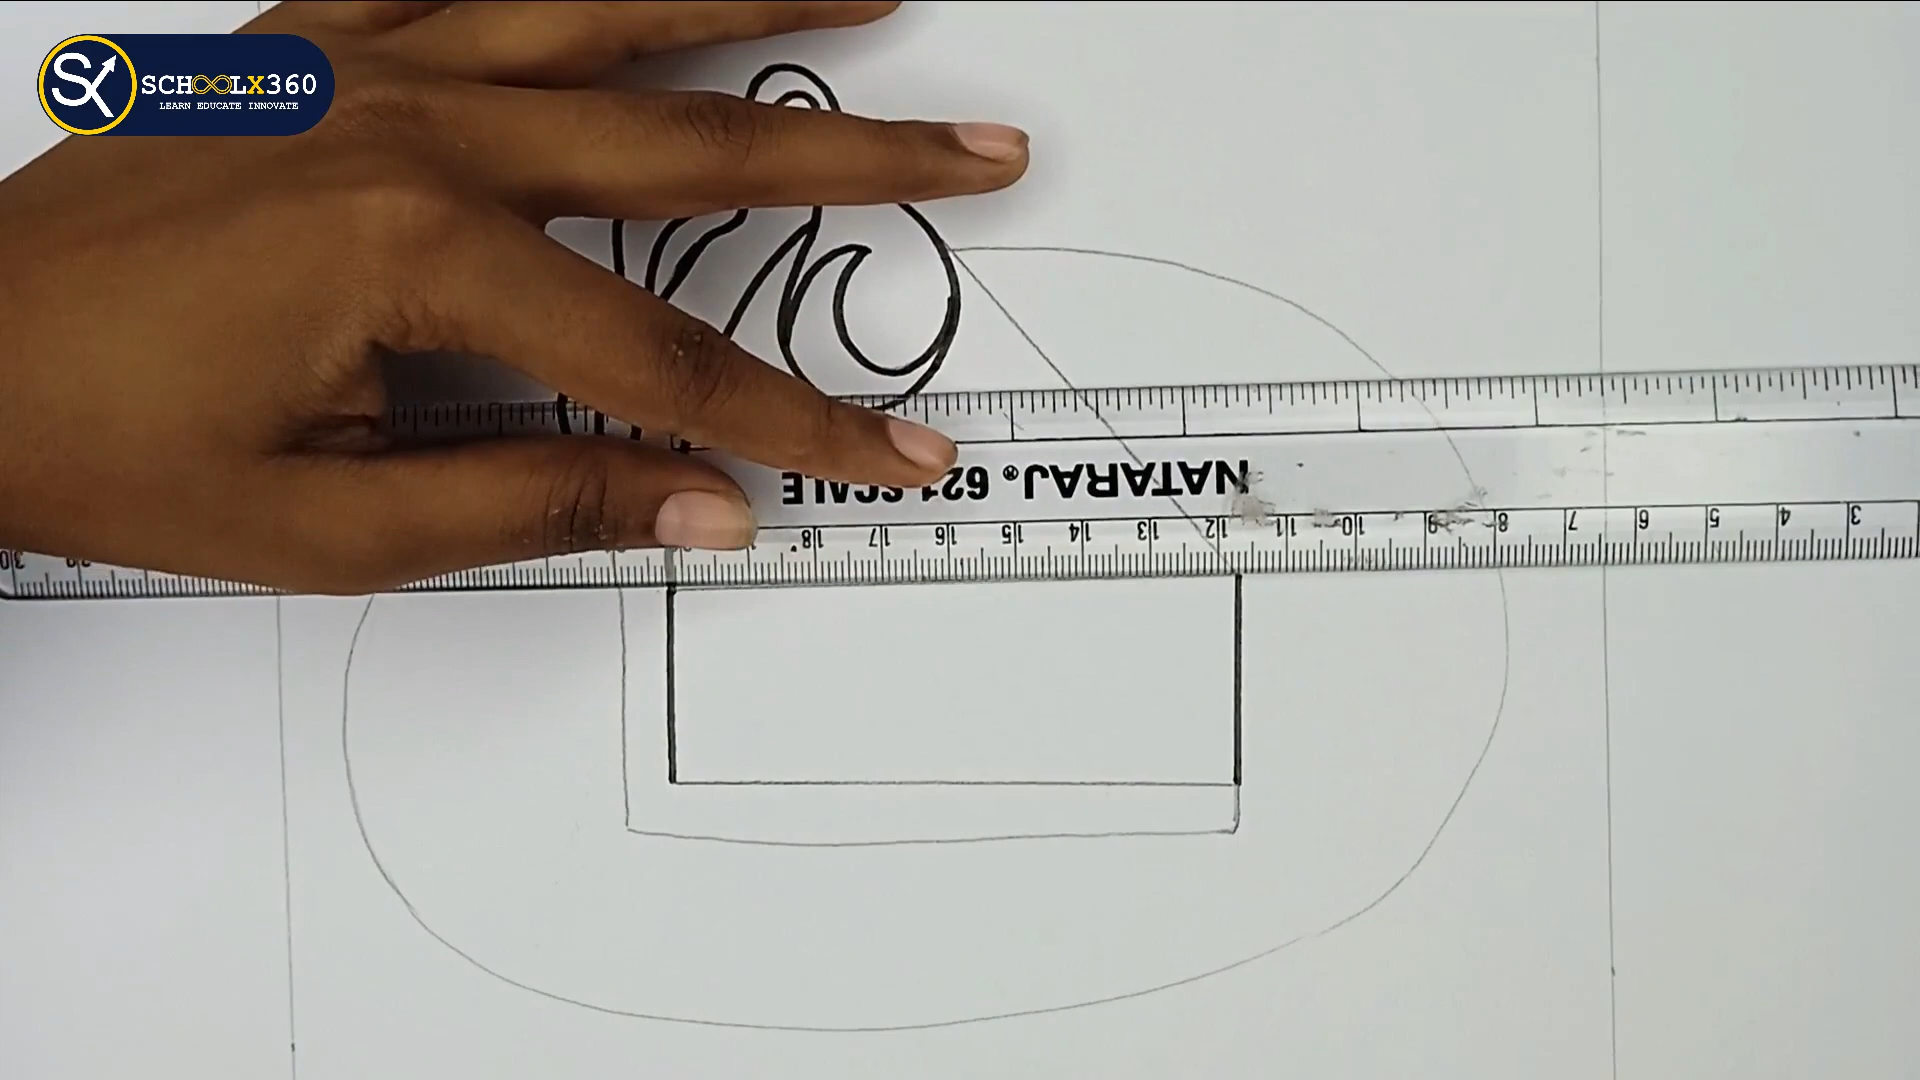 SCHOOLX360
LEARN EDUCATE INNOVATE
NATARAJ® 621 SCALE
3 4 5 6 7 8 9 10 11 12 13 14 15 16 17 18
30